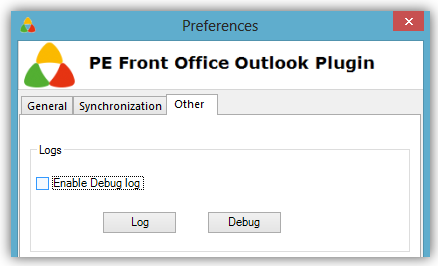 Preferences
PE Front Office Outlook Plugin
General Synchronization Other
Logs
Enable Debug log
Log Debug